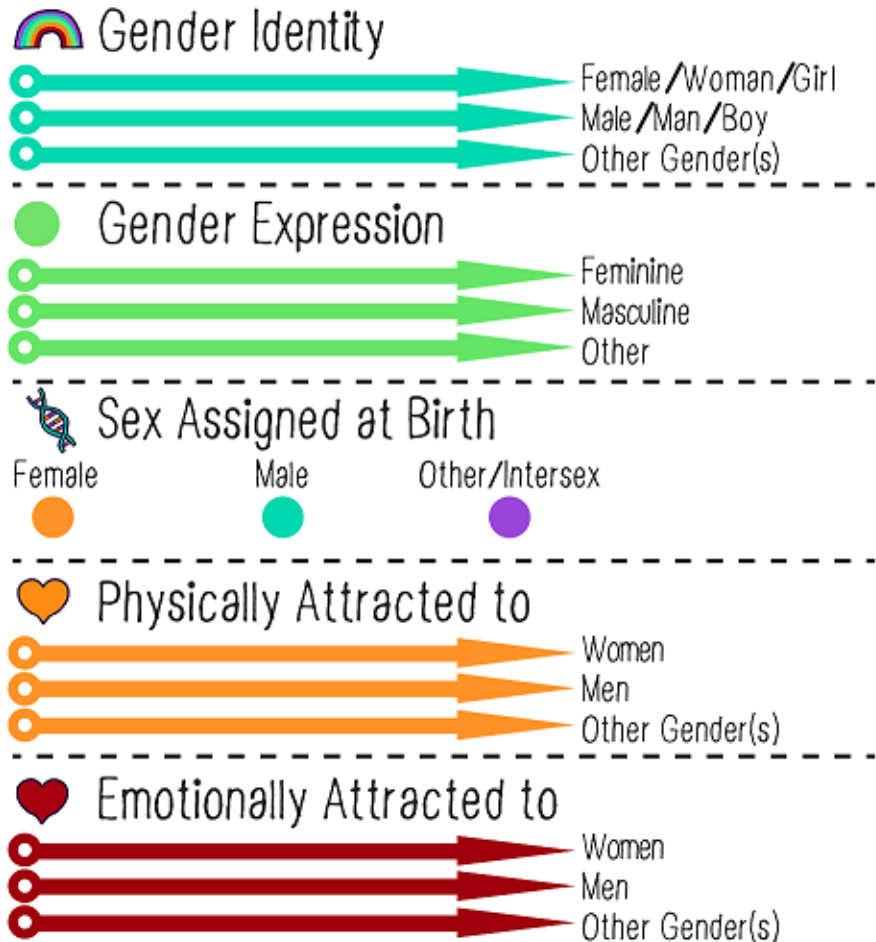 Gender Identity
Female/Woman/Girl
Male/Man/Boy
Other Gender(s)
Gender Expression
Feminine
Masculine
Other
Sex Assigned at Birth
Female Male Other/Intersex
Physically Attracted to
Women
Men
Other Gender(s)
Emotionally Attracted to
Women
Men
Other Gender(s)